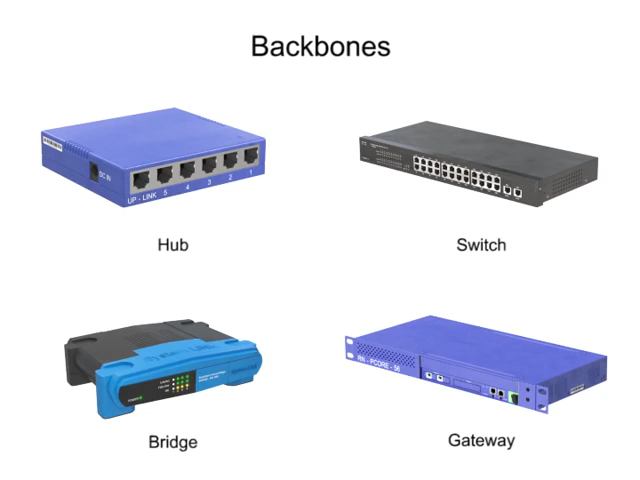 Backbones
DC IN
UP - LINK 5 4 3 2 1
Hub
Switch
RN - PCORE - 56
Bridge
Gateway